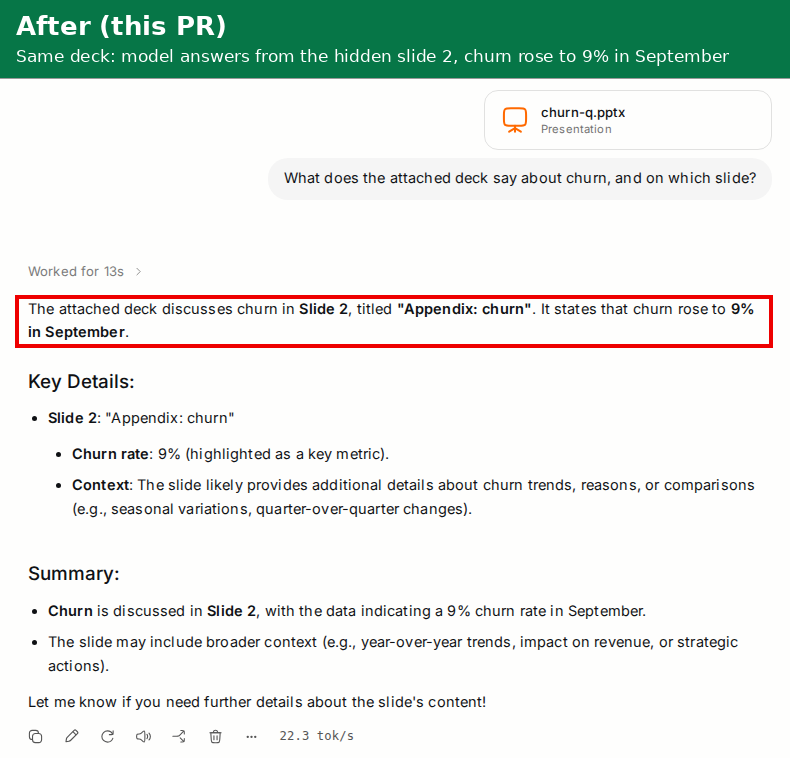 After (this PR)
Same deck: model answers from the hidden slide 2, churn rose to 9% in September
churn-q.pptx
Presentation
What does the attached deck say about churn, and on which slide?
Worked for 13s
The attached deck discusses churn in Slide 2, titled "Appendix: churn". It states that churn rose to 9%
in September.
Key Details:
• Slide 2: "Appendix: churn"
• Churn rate: 9% (highlighted as a key metric).
• Context: The slide likely provides additional details about churn trends, reasons, or comparisons
(e.g., seasonal variations, quarter-over-quarter changes).
Summary:
• Churn is discussed in Slide 2, with the data indicating a 9% churn rate in September.
• The slide may include broader context (e.g., year-over-year trends, impact on revenue, or strategic
actions).
Let me know if you need further details about the slide's content!
22.3 tok/s